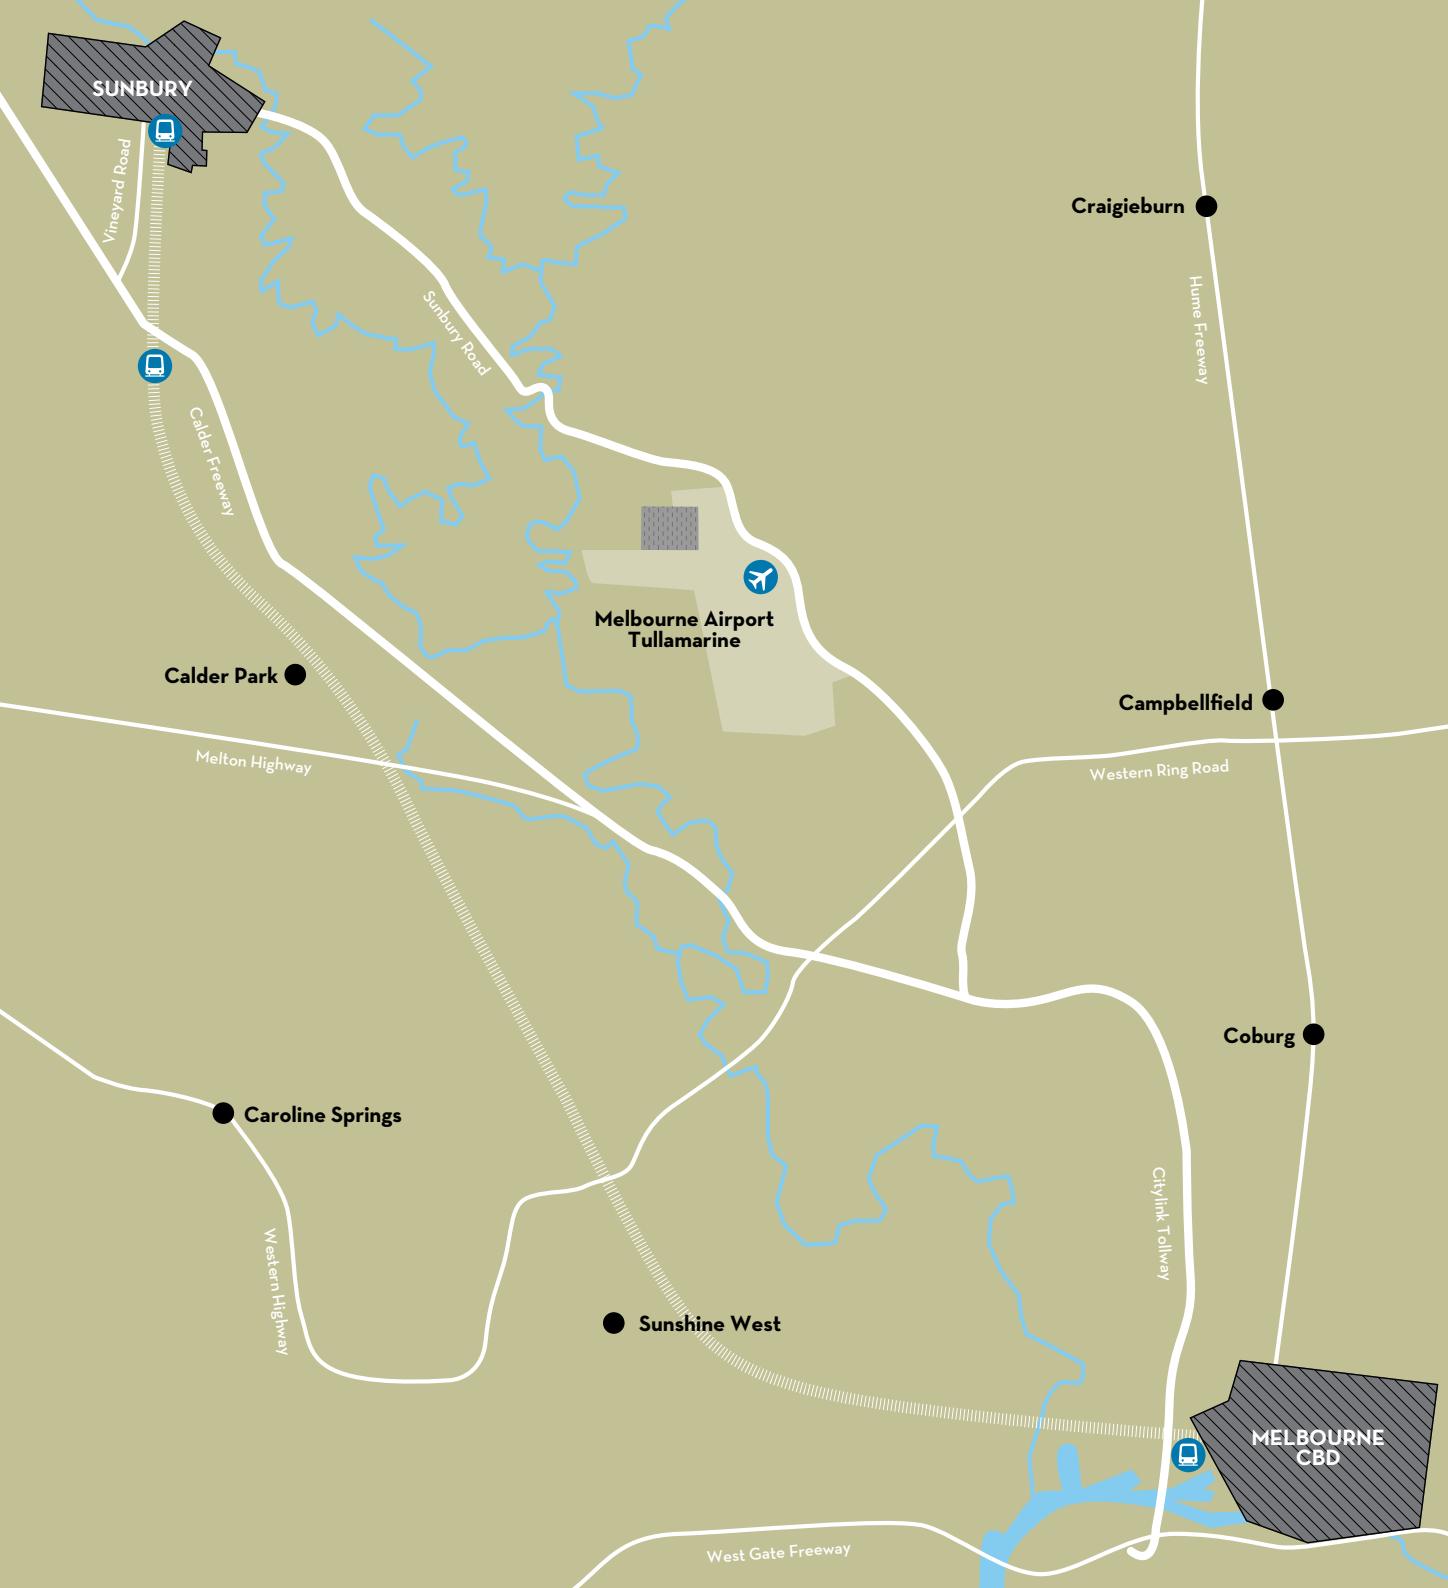 SUNBURY
Vineyard Road
Craigieburn
Hume Freeway
Sunbury Road
Calder Freeway
Melbourne Airport
Tullamarine
Calder Park
Campbellfield
Melton Highway
Western Ring Road
Coburg
Caroline Springs
Citylink Tollway
Western Highway
Sunshine West
MELBOURNE
CBD
West Gate Freeway